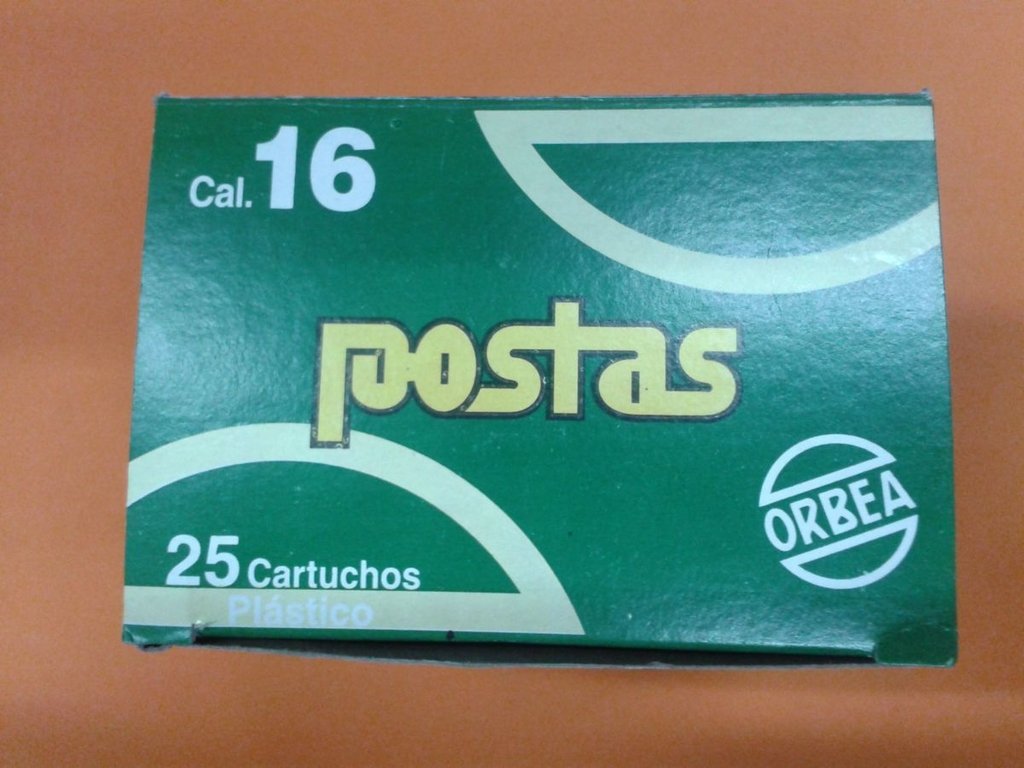 Cal. 16
postas
ORBEA
25 Cartuchos
Plástico